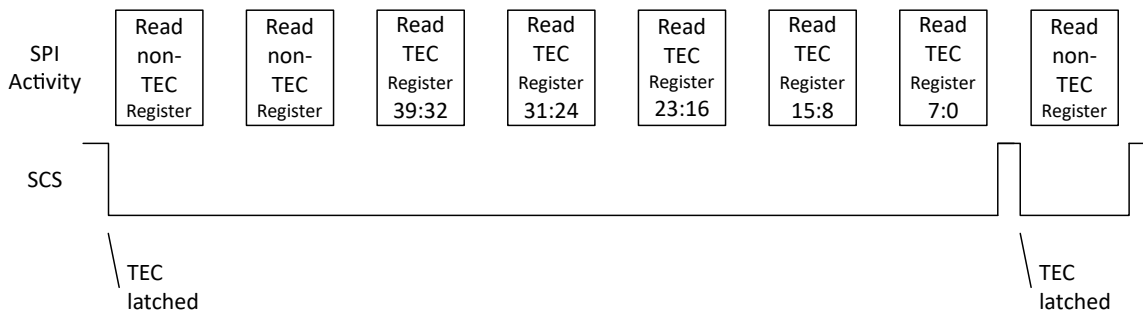 SPI
Activity
Read
non-
TEC
Register
Read
non-
TEC
Register
Read
TEC
Register
39:32
Read
TEC
Register
31:24
Read
TEC
Register
23:16
Read
TEC
Register
15:8
Read
TEC
Register
7:0
Read
non-
TEC
Register
SCS
TEC
latched
TEC
latched